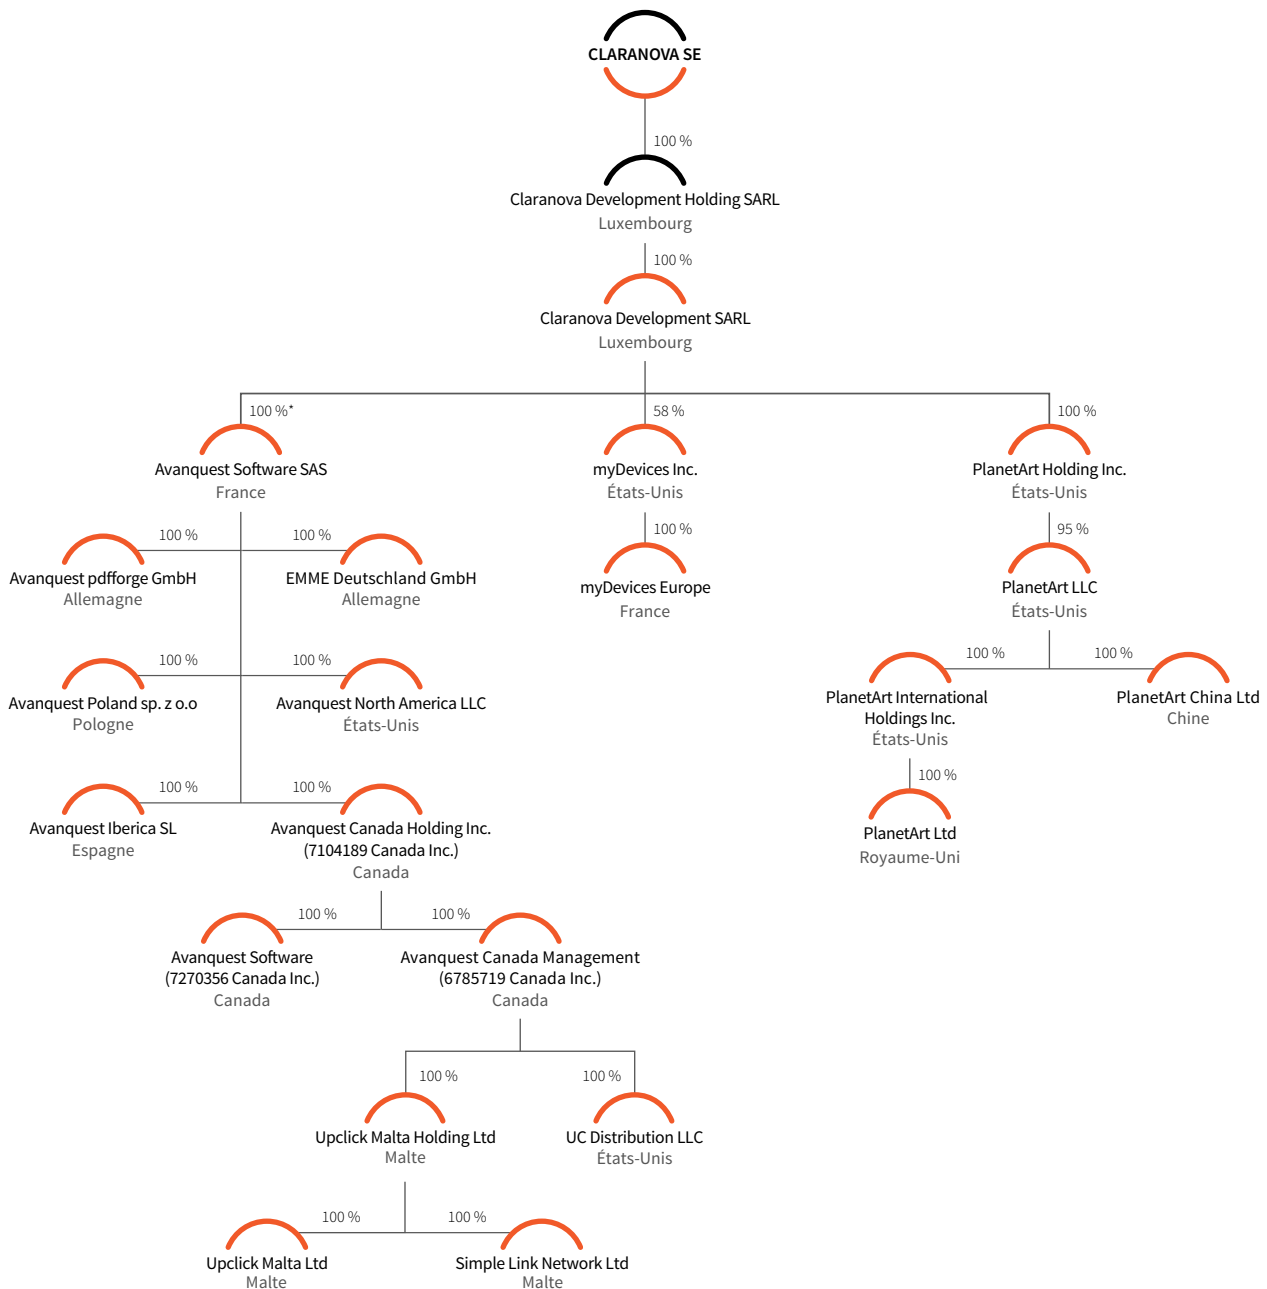 CLARANOVA SE
100 %
Claranova Development Holding SARL
Luxembourg
100 %
Claranova Development SARL
Luxembourg
100 %*
58 %
100 %
Avanquest Software SAS
France
myDevices Inc.
États-Unis
PlanetArt Holding Inc.
États-Unis
100 %
100 %
100 %
95 %
Avanquest pdfforge GmbH
Allemagne
EMME Deutschland GmbH
Allemagne
myDevices Europe
France
PlanetArt LLC
États-Unis
100 %
100 %
100 %
100 %
Avanquest Poland sp. z o.o
Pologne
Avanquest North America LLC
États-Unis
PlanetArt International
Holdings Inc.
États-Unis
PlanetArt China Ltd
Chine
100 %
100 %
100 %
Avanquest Iberica SL
Espagne
Avanquest Canada Holding Inc.
(7104189 Canada Inc.)
Canada
PlanetArt Ltd
Royaume-Uni
100 %
100 %
Avanquest Software
(7270356 Canada Inc.)
Canada
Avanquest Canada Management
(6785719 Canada Inc.)
Canada
100 %
100 %
Upclick Malta Holding Ltd
Malte
UC Distribution LLC
États-Unis
100 %
100 %
Upclick Malta Ltd
Malte
Simple Link Network Ltd
Malte